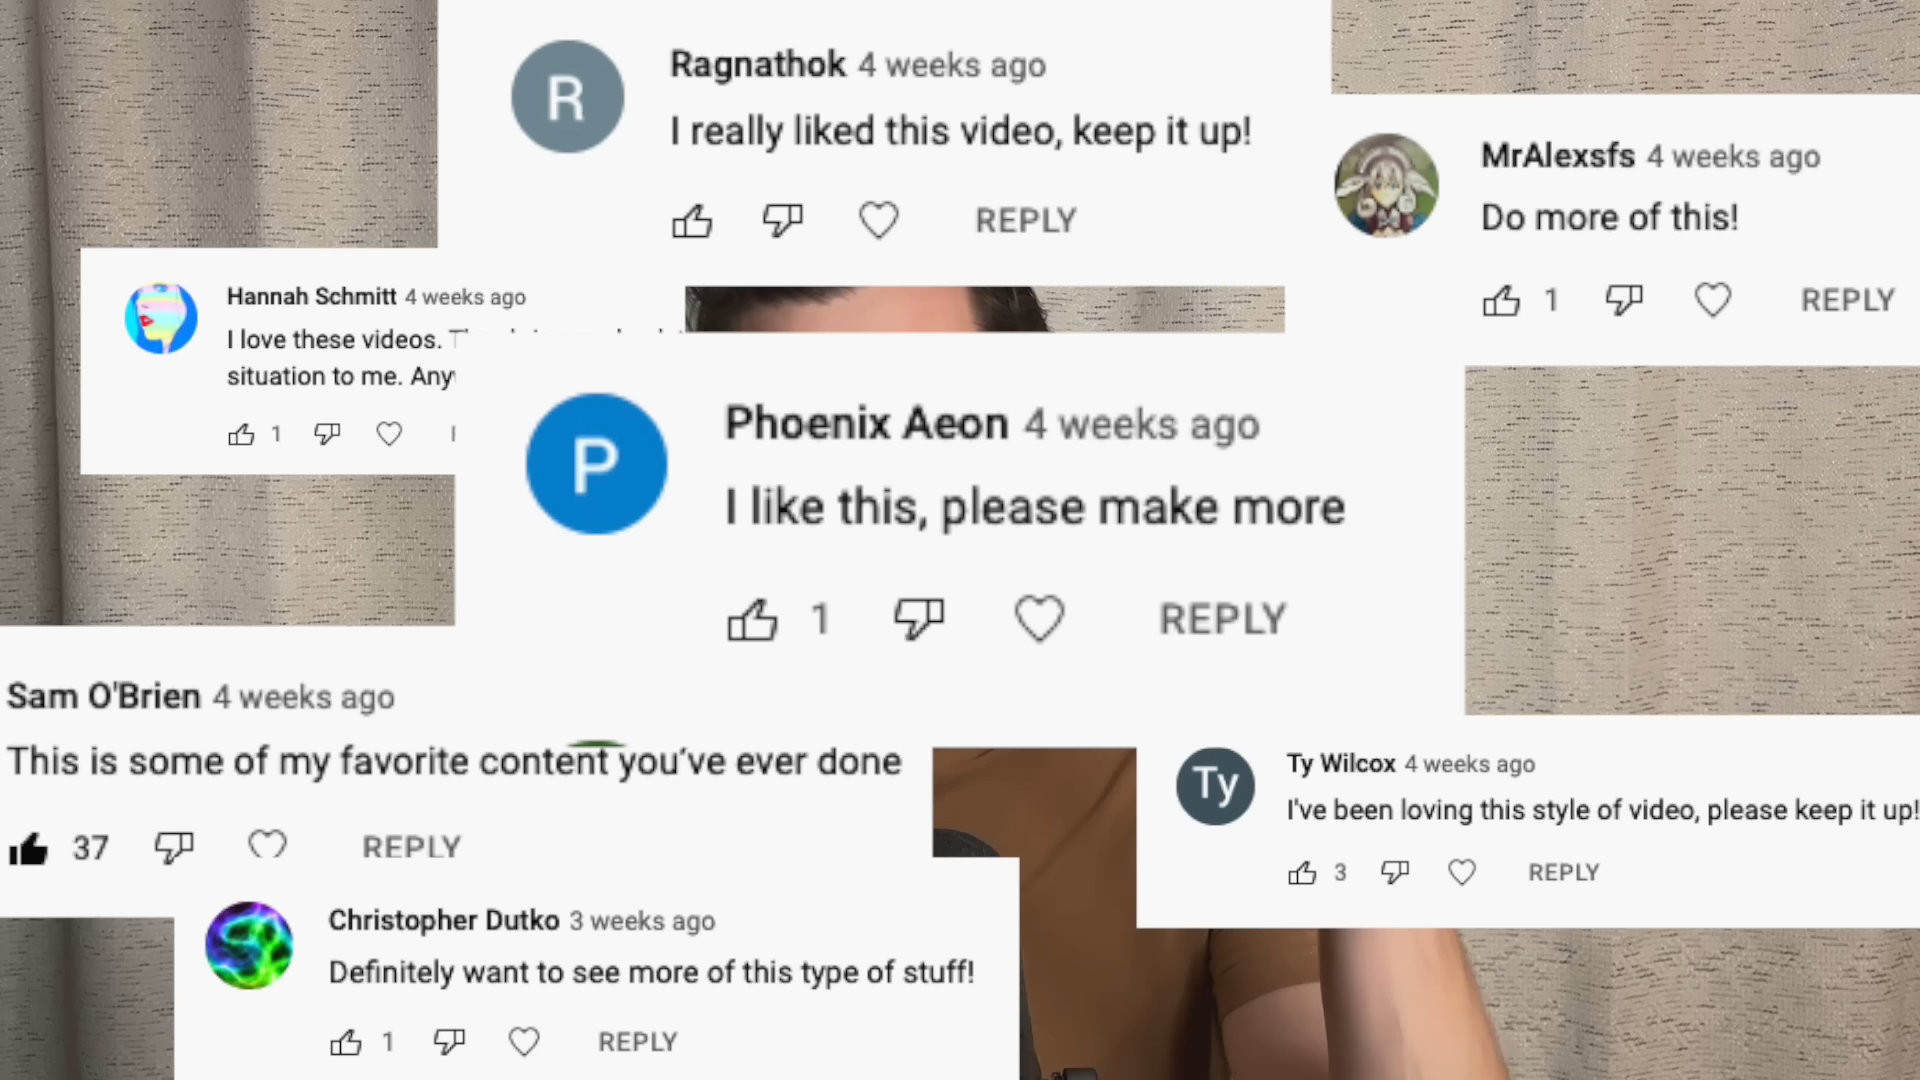 R
Ragnathok 4 weeks ago
I really liked this video, keep it up!
REPLY
MrAlexsfs 4 weeks ago
Do more of this!
1 REPLY
Hannah Schmitt 4 weeks ago
I love these videos.
situation to me.
1
P
Phoenix Aeon 4 weeks ago
I like this, please make more
1 REPLY
Sam O'Brien 4 weeks ago
This is some of my favorite content you've ever done
37 REPLY
Ty
Ty Wilcox 4 weeks ago
I've been loving this style of video, please keep it up!
3 REPLY
Christopher Dutko 3 weeks ago
Definitely want to see more of this type of stuff!
1 REPLY